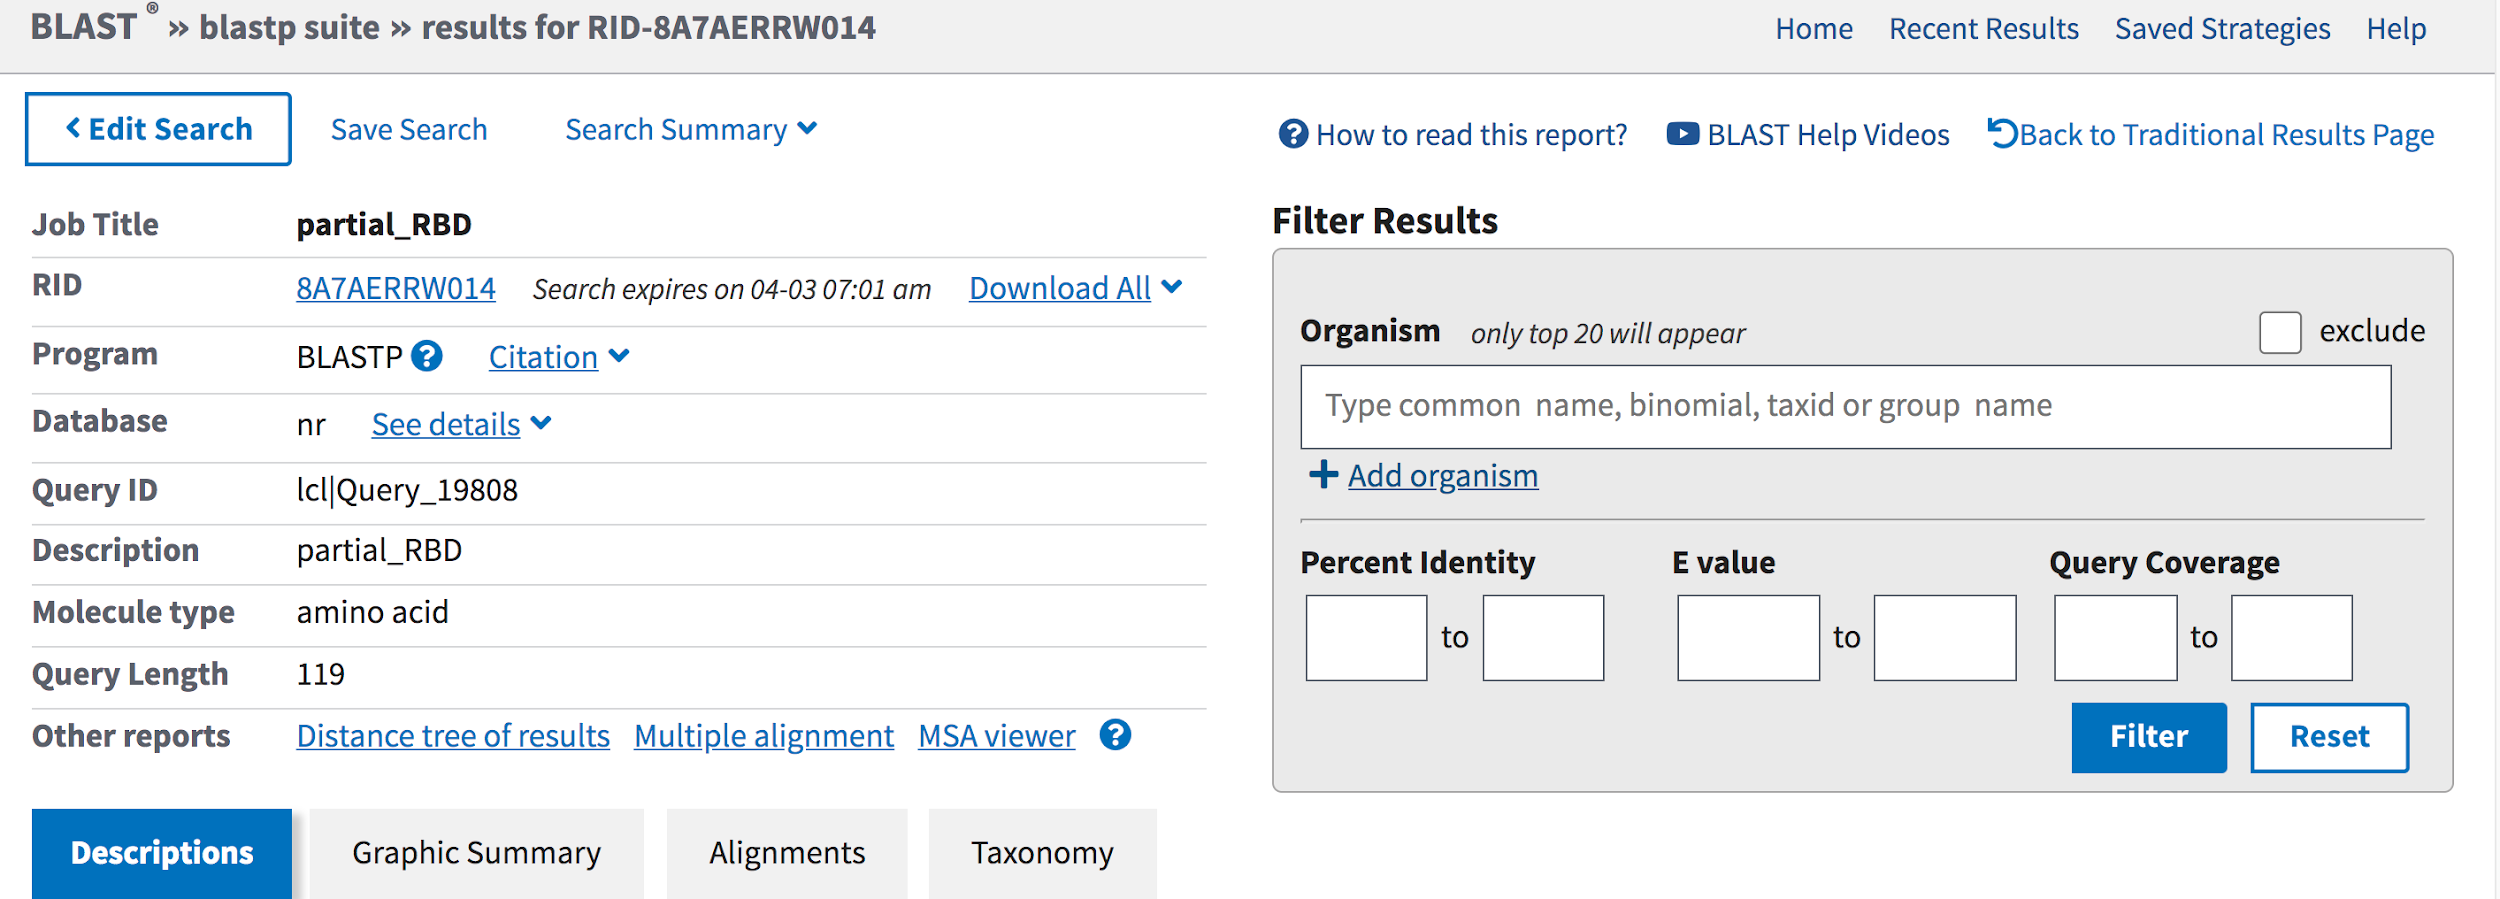 BLAST ® » blastp suite » results for RID-8A7AERRW014
Home Recent Results Saved Strategies Help
Edit Search Save Search Search Summary
How to read this report? BLAST Help Videos Back to Traditional Results Page
Job Title partial_RBD
RID 8A7AERRW014 Search expires on 04-03 07:01 am Download All
Program BLASTP ? Citation
Database nr See details
Query ID lcl|Query_19808
Description partial_RBD
Molecule type amino acid
Query Length 119
Other reports Distance tree of results Multiple alignment MSA viewer ?
Filter Results
Organism only top 20 will appear exclude
Type common name, binomial, taxid or group name
+ Add organism
Percent Identity E value Query Coverage
to to to
Filter Reset
Descriptions Graphic Summary Alignments Taxonomy